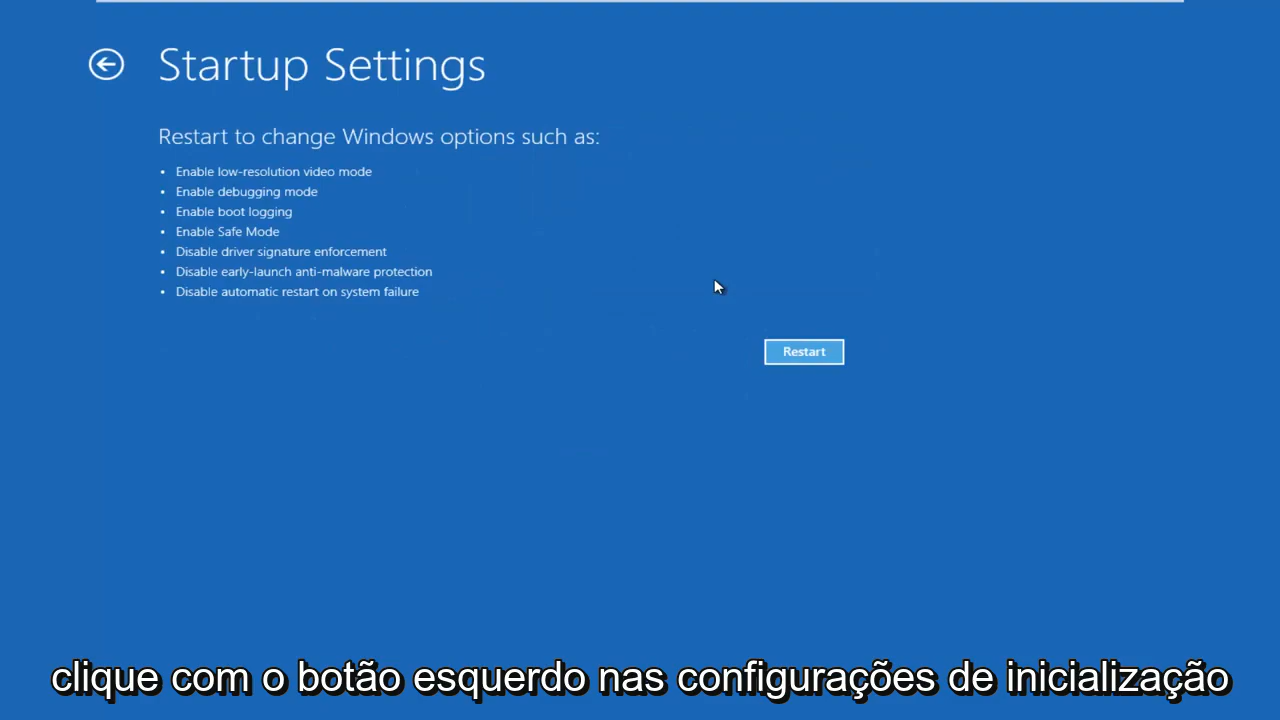 Startup Settings
Restart to change Windows options such as:
• Enable low-resolution video mode
• Enable debugging mode
• Enable boot logging
• Enable Safe Mode
• Disable driver signature enforcement
• Disable early-launch anti-malware protection
• Disable automatic restart on system failure
Restart
clique com o botão esquerdo nas configurações de inicialização